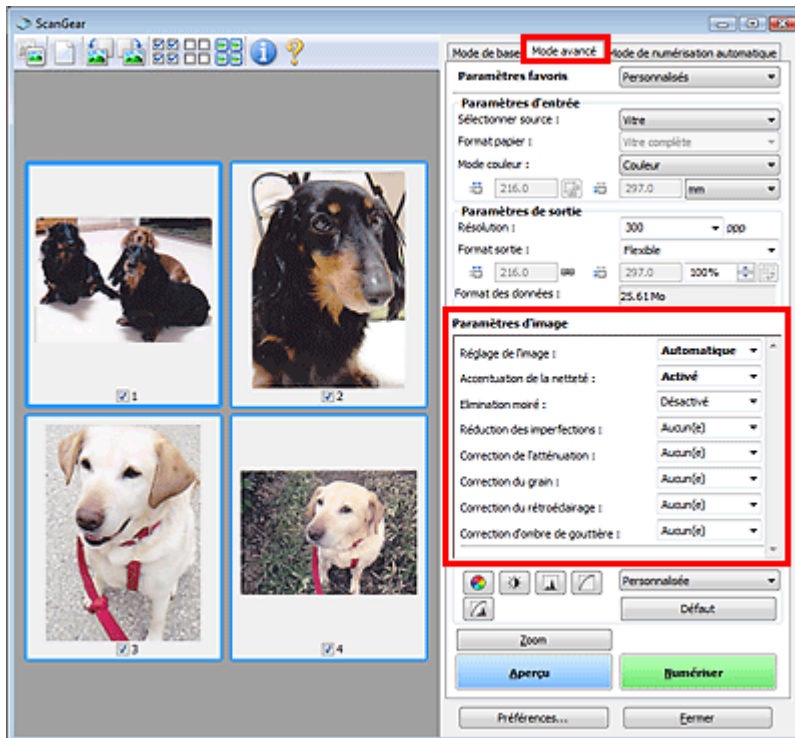 ScanGear
Mode de base Mode avancé Mode de numérisation automatique
Paramètres favoris Personnalisés
Paramètres d'entrée
Sélectionner source : Vitre
Format papier : Vitre complète
Mode couleur : Couleur
216.0 297.0 mm
Paramètres de sortie
Résolution : 300 ppp
Format sortie : Flexible
216.0 297.0 100%
Format des données : 25.61 Mo
Paramètres d'image
Réglage de l'image : Automatique
Accentuation de la netteté : Activé
Elimination moiré : Désactivé
Réduction des imperfections : Aucun(e)
Correction de l'atténuation : Aucun(e)
Correction du grain : Aucun(e)
Correction du rétroéclairage : Aucun(e)
Correction d'ombre de gouttière : Aucun(e)
Personnalisée
Défaut
Zoom
Aperçu Numériser
Préférences... Fermer
1 2
3 4